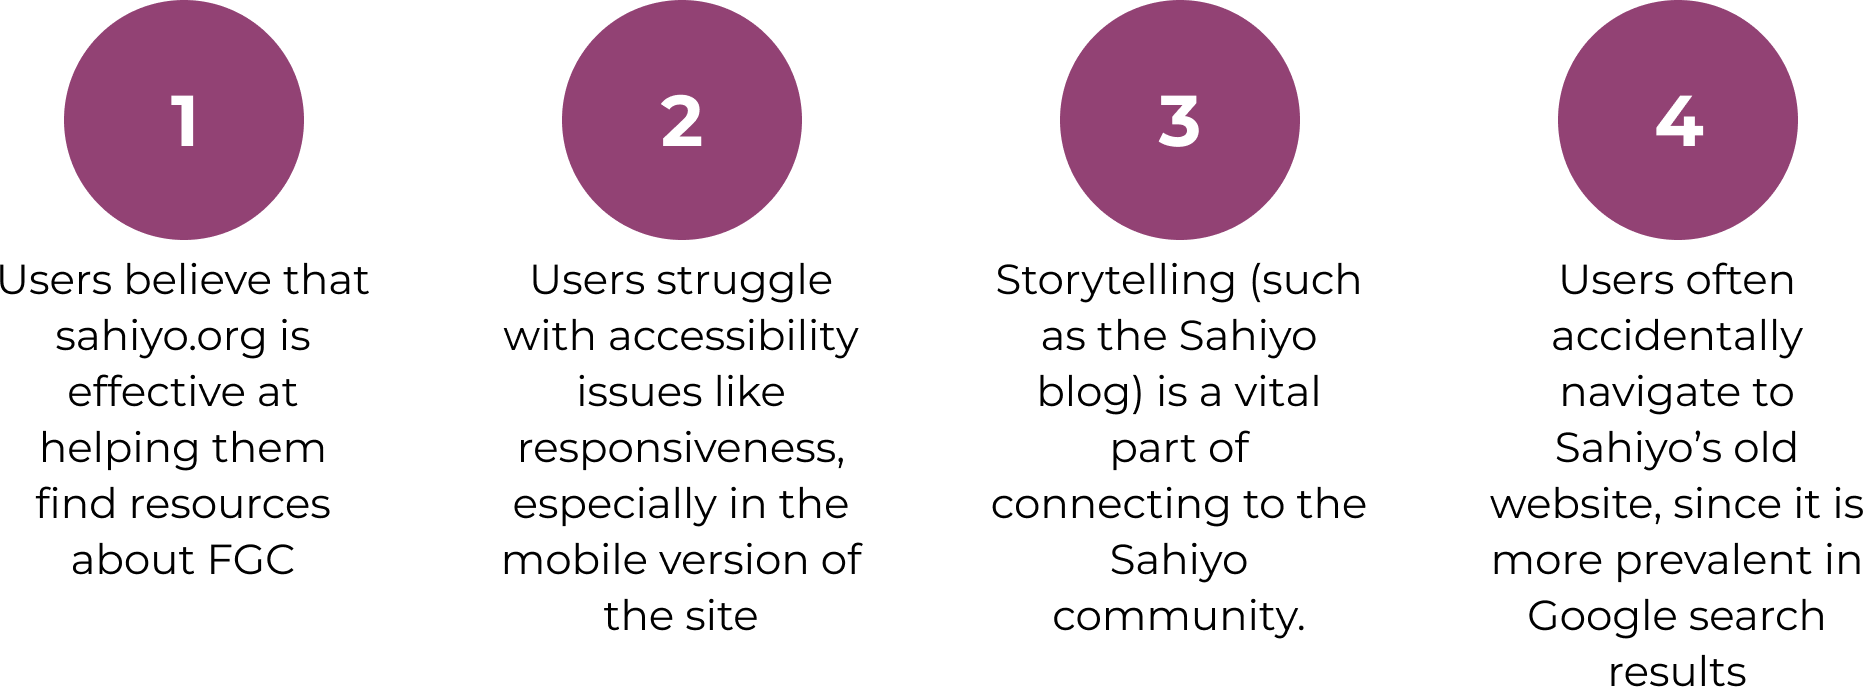 1
Users believe that
sahiyo.org is
effective at
helping them
find resources
about FGC
2
Users struggle
with accessibility
issues like
responsiveness,
especially in the
mobile version of
the site
3
Storytelling (such
as the Sahiyo
blog) is a vital
part of
connecting to the
Sahiyo
community.
4
Users often
accidentally
navigate to
Sahiyo’s old
website, since it is
more prevalent in
Google search
results